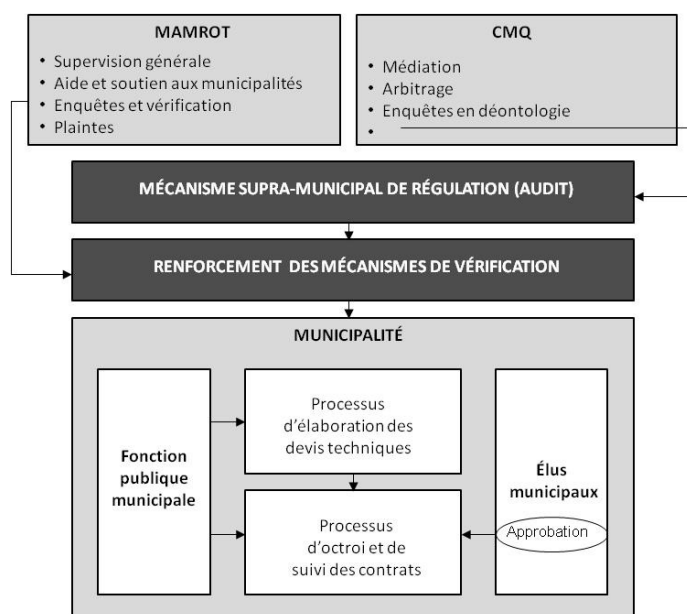 MAMROT
• Supervision générale
• Aide et soutien aux municipalités
• Enquêtes et vérification
• Plaintes
CMQ
• Médiation
• Arbitrage
• Enquêtes en déontologie
•
MÉCANISME SUPRA-MUNICIPAL DE RÉGULATION (AUDIT)
RENFORCEMENT DES MÉCANISMES DE VÉRIFICATION
MUNICIPALITÉ
Fonction
publique
municipale
Processus
d'élaboration des
devis techniques
Processus
d'octroi et de
suivi des contrats
Élus
municipaux
Approbation